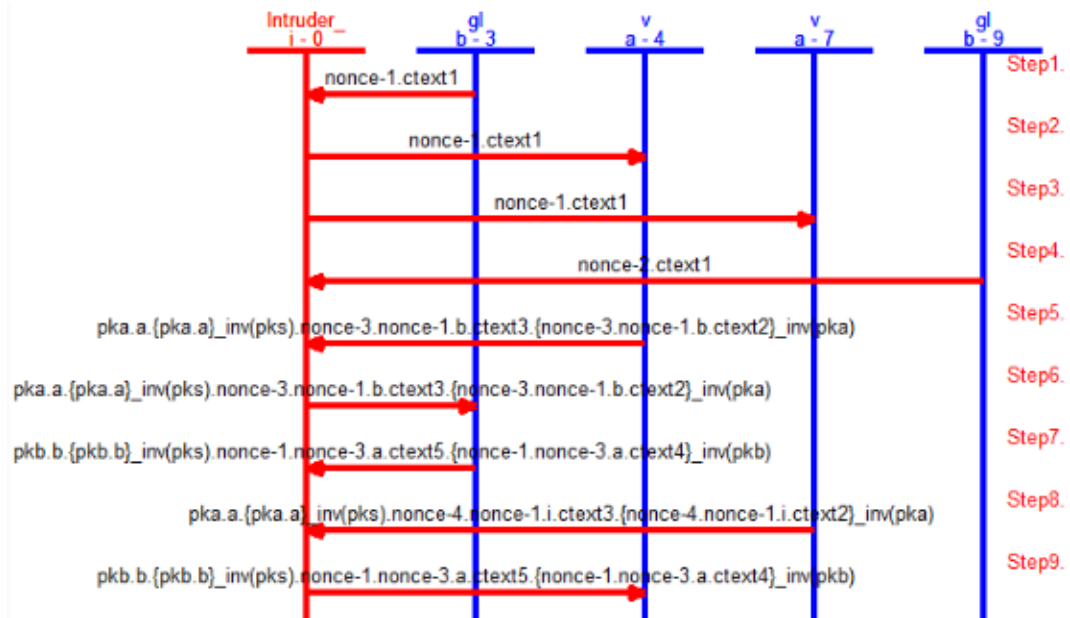 Intruder_ gl v v gl
i - 0 b - 3 a - 4 a - 7 b - 9
Step1.
nonce-1.ctext1
Step2.
nonce-1.ctext1
Step3.
nonce-1.ctext1
Step4.
nonce-2.ctext1
Step5.
pka.a.{pka.a}_inv(pks).nonce-3.nonce-1.b.ctext3.{nonce-3.nonce-1.b.ctext2}_inv(pka)
Step6.
pka.a.{pka.a}_inv(pks).nonce-3.nonce-1.b.ctext3.{nonce-3.nonce-1.b.ctext2}_inv(pka)
Step7.
pkb.b.{pkb.b}_inv(pks).nonce-1.nonce-3.a.ctext5.{nonce-1.nonce-3.a.ctext4}_inv(pkb)
Step8.
pka.a.{pka.a}_inv(pks).nonce-4.nonce-1.i.ctext3.{nonce-4.nonce-1.i.ctext2}_inv(pka)
Step9.
pkb.b.{pkb.b}_inv(pks).nonce-1.nonce-3.a.ctext5.{nonce-1.nonce-3.a.ctext4}_inv(pkb)